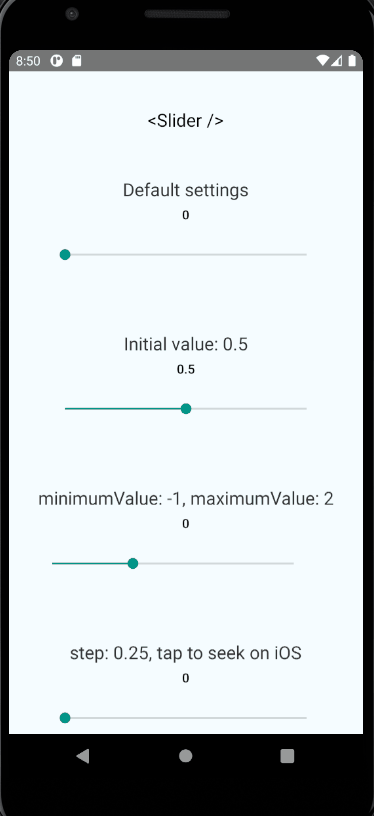 8:50
<Slider />
Default settings
0
Initial value: 0.5
0.5
minimumValue: -1, maximumValue: 2
0
step: 0.25, tap to seek on iOS
0